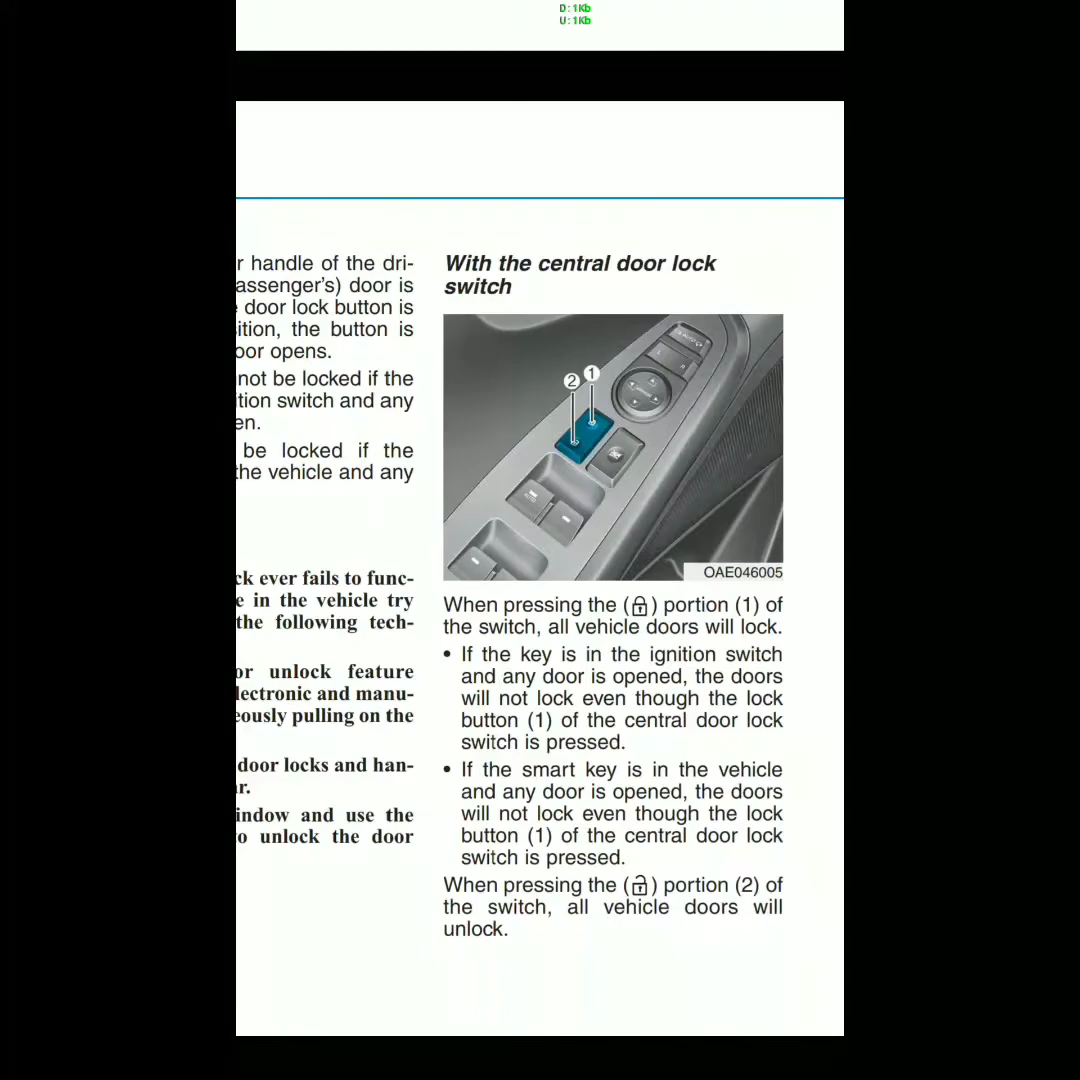 D: 1Kb
U: 1Kb
r handle of the dri-
assenger's) door is
door lock button is
ition, the button is
oor opens.
not be locked if the
ition switch and any
en.
be locked if the
the vehicle and any
ck ever fails to func-
e in the vehicle try
the following tech-
or unlock feature
lectronic and manu-
eously pulling on the
door locks and han-
r.
indow and use the
o unlock the door
With the central door lock
switch
2 1
AUTO
OAE046005
When pressing the ( ) portion (1) of
the switch, all vehicle doors will lock.
• If the key is in the ignition switch
and any door is opened, the doors
will not lock even though the lock
button (1) of the central door lock
switch is pressed.
• If the smart key is in the vehicle
and any door is opened, the doors
will not lock even though the lock
button (1) of the central door lock
switch is pressed.
When pressing the ( ) portion (2) of
the switch, all vehicle doors will
unlock.